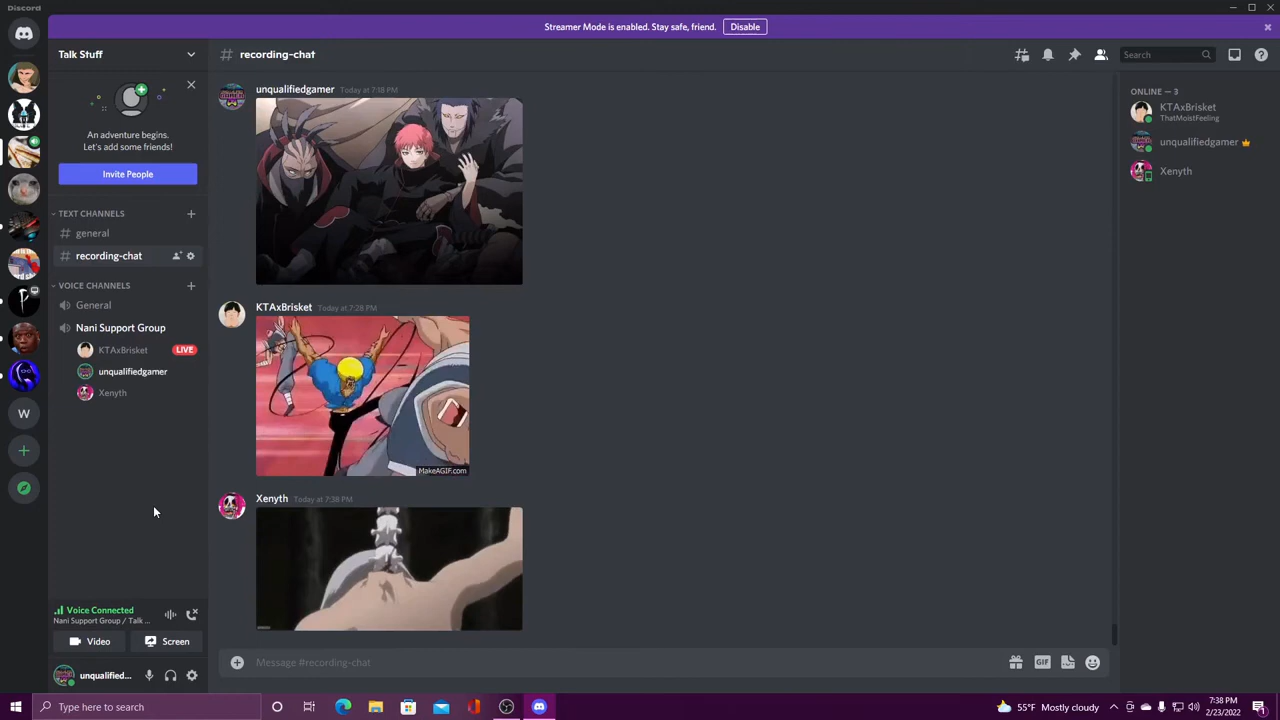 Discord
Streamer Mode is enabled. Stay safe, friend.
Disable
Talk Stuff
recording-chat
Search
An adventure begins.
Let's add some friends!
Invite People
TEXT CHANNELS
general
recording-chat
VOICE CHANNELS
General
Nani Support Group
KTAxBrisket
LIVE
unqualifiedgamer
Xenyth
Voice Connected
Nani Support Group / Talk ...
Video
Screen
unqualified...
unqualifiedgamer Today at 7:18 PM
KTAxBrisket Today at 7:28 PM
MakeAGIF.com
Xenyth Today at 7:38 PM
Message #recording-chat
GIF
ONLINE — 3
KTAxBrisket
ThatMoistFeeling
unqualifiedgamer
Xenyth
W
Type here to search
55°F Mostly cloudy
7:38 PM
2/23/2022